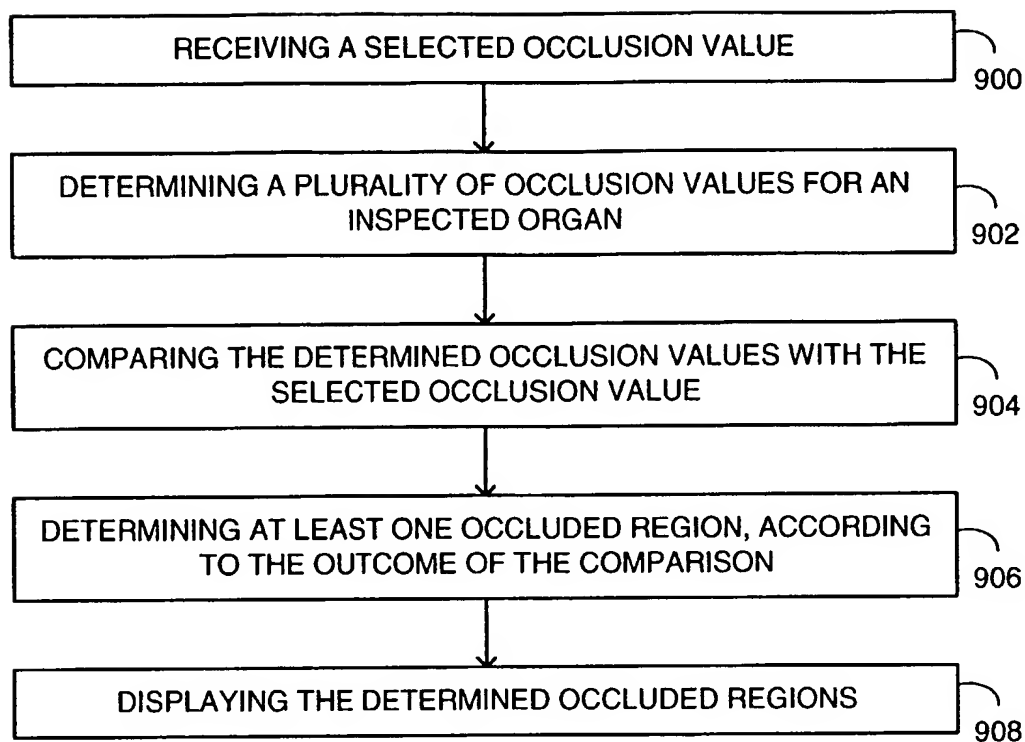 RECEIVING A SELECTED OCCLUSION VALUE
900
DETERMINING A PLURALITY OF OCCLUSION VALUES FOR AN
INSPECTED ORGAN
902
COMPARING THE DETERMINED OCCLUSION VALUES WITH THE
SELECTED OCCLUSION VALUE
904
DETERMINING AT LEAST ONE OCCLUDED REGION, ACCORDING
TO THE OUTCOME OF THE COMPARISON
906
DISPLAYING THE DETERMINED OCCLUDED REGIONS
908